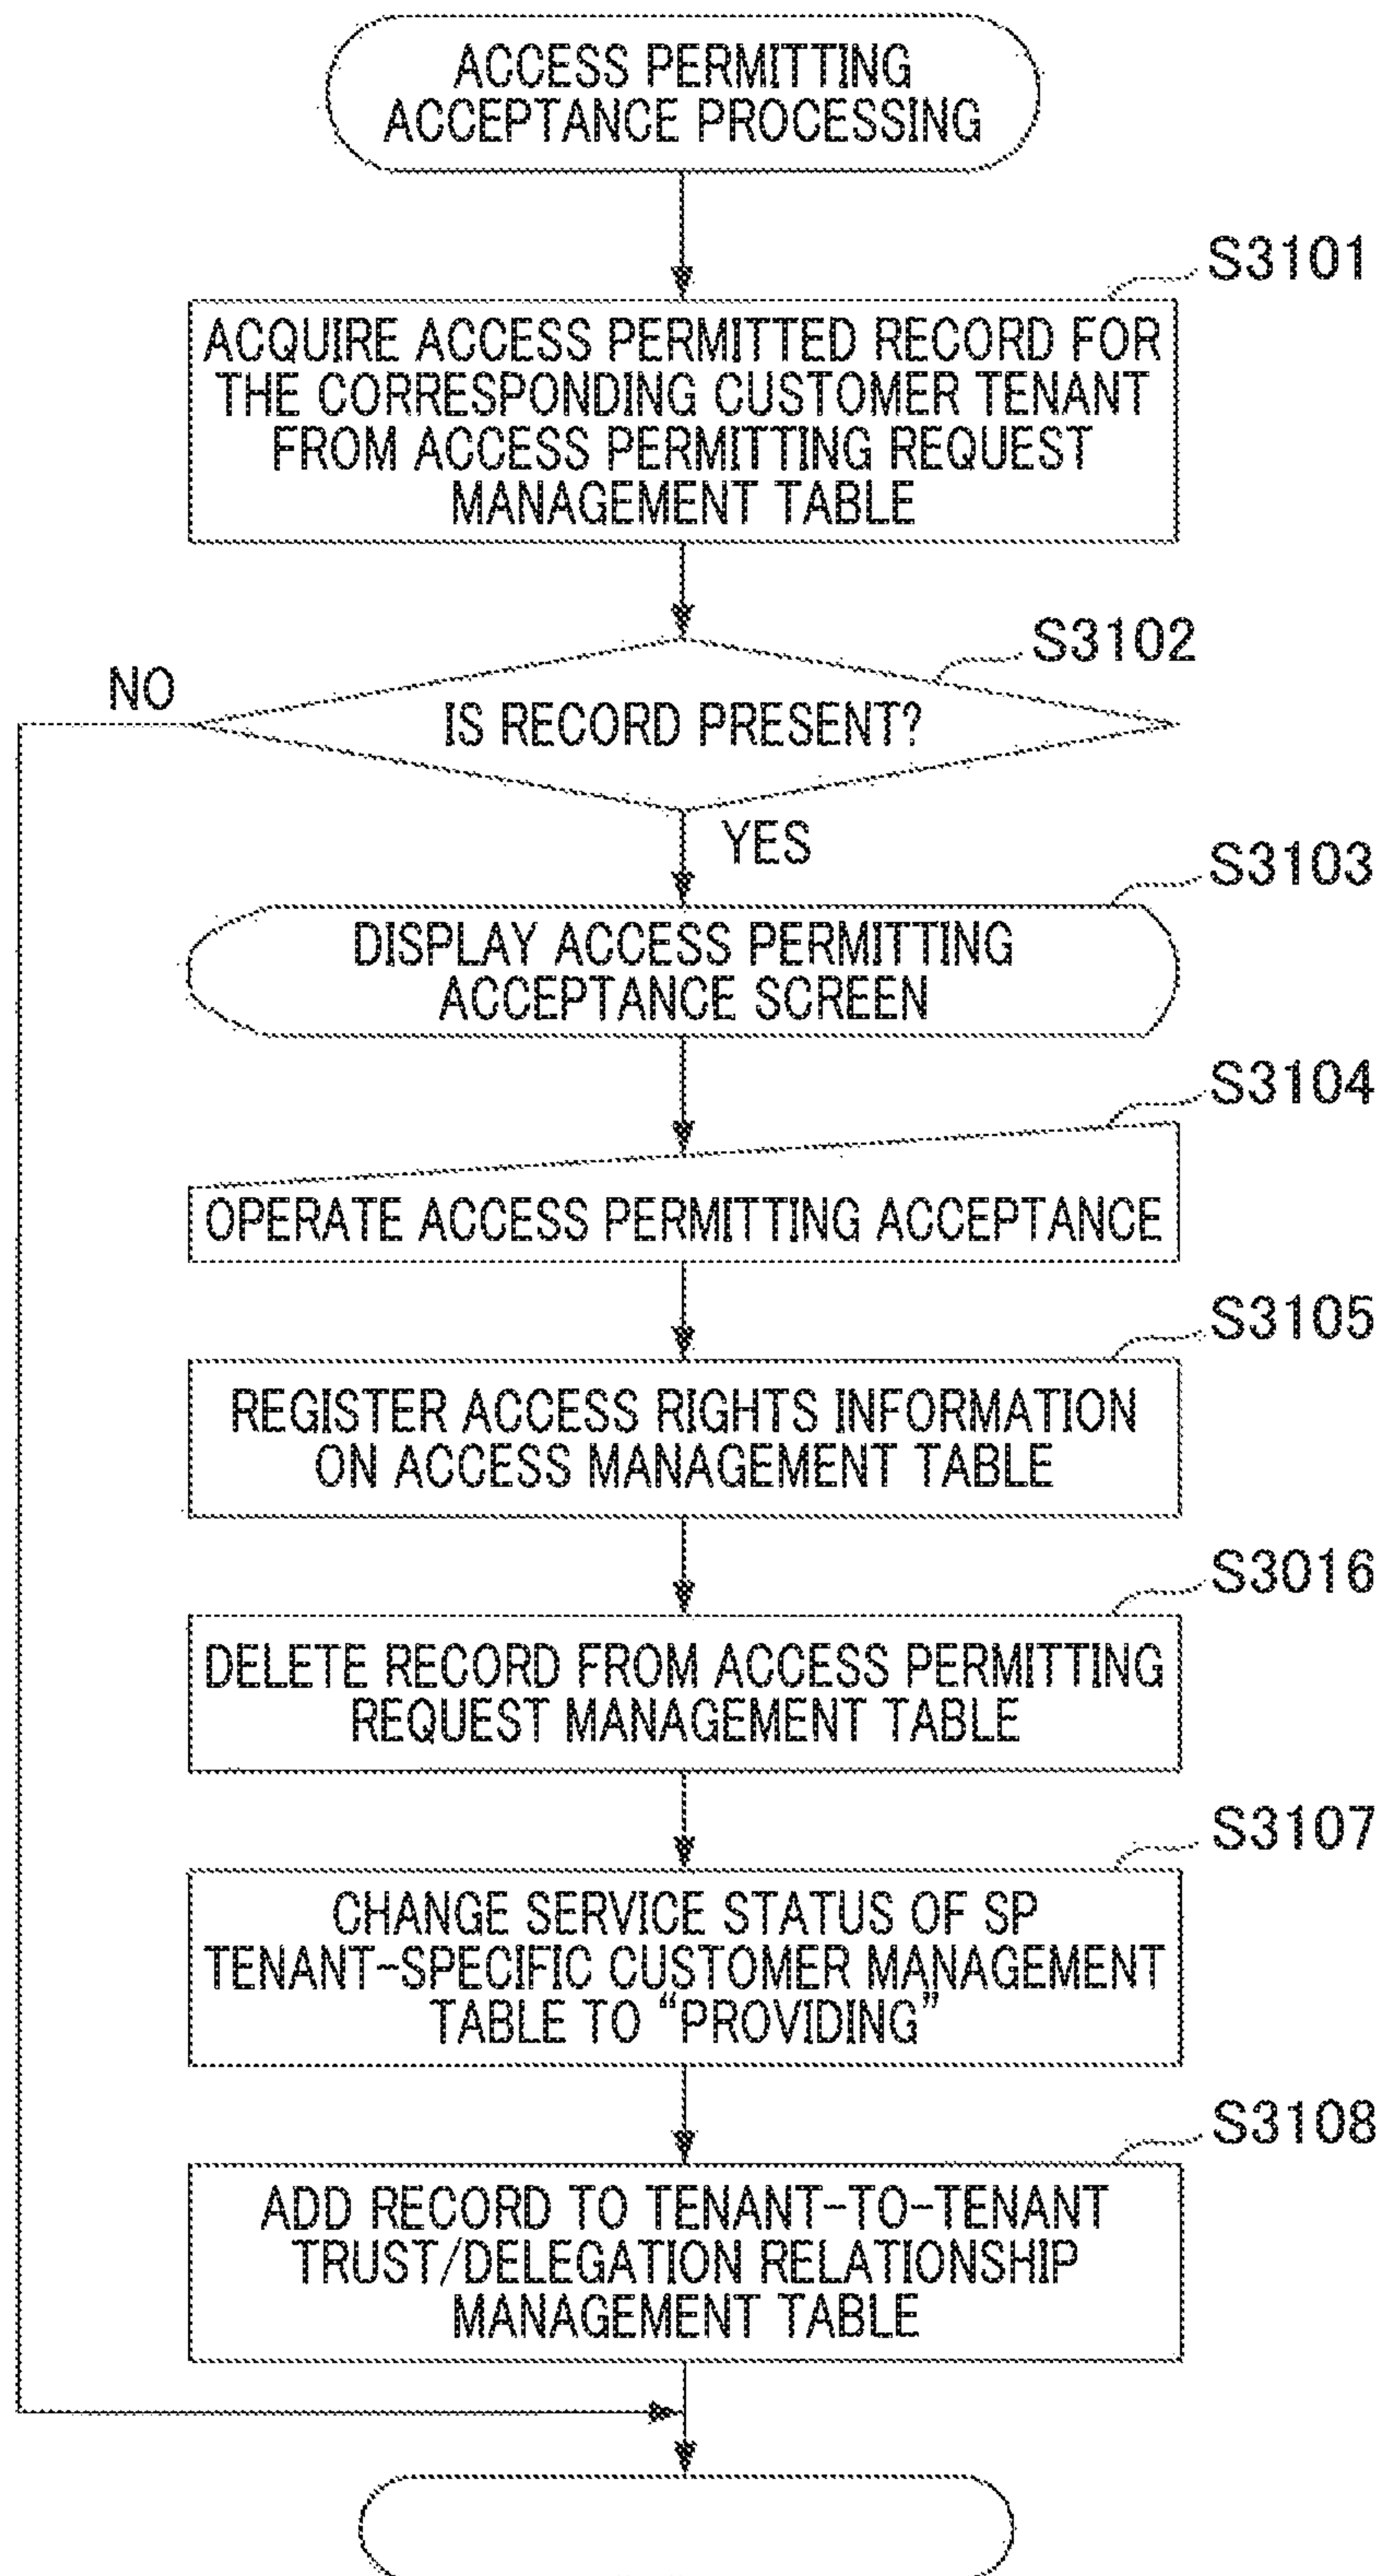 ACCESS PERMITTING
ACCEPTANCE PROCESSING
S3101
ACQUIRE ACCESS PERMITTED RECORD FOR
THE CORRESPONDING CUSTOMER TENANT
FROM ACCESS PERMITTING REQUEST
MANAGEMENT TABLE
S3102
NO
IS RECORD PRESENT?
YES
S3103
DISPLAY ACCESS PERMITTING
ACCEPTANCE SCREEN
S3104
OPERATE ACCESS PERMITTING ACCEPTANCE
S3105
REGISTER ACCESS RIGHTS INFORMATION
ON ACCESS MANAGEMENT TABLE
S3016
DELETE RECORD FROM ACCESS PERMITTING
REQUEST MANAGEMENT TABLE
S3107
CHANGE SERVICE STATUS OF SP
TENANT-SPECIFIC CUSTOMER MANAGEMENT
TABLE TO “PROVIDING”
S3108
ADD RECORD TO TENANT-TO-TENANT
TRUST/DELEGATION RELATIONSHIP
MANAGEMENT TABLE